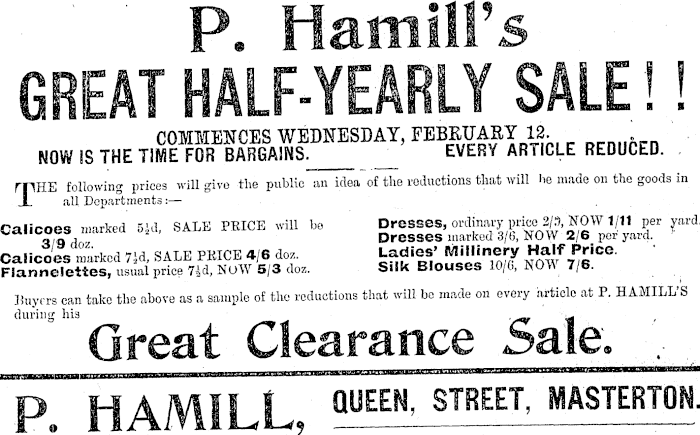 P. Hamill's
GREAT HALF-YEARLY SALE!!
COMMENCES WEDNESDAY, FEBRUARY 12.
NOW IS THE TIME FOR BARGAINS. EVERY ARTICLE REDUCED.
THE following prices will give the public an idea of the reductions that will be made on the goods in
all Departments:—
Calicoes marked 5½d, SALE PRICE will be
3/9 doz.
Calicoes marked 7½d, SALE PRICE 4/6 doz.
Flannelettes, usual price 7½d, NOW 5/3 doz.
Dresses, ordinary price 2/3, NOW 1/11 per yard.
Dresses marked 3/6, NOW 2/6 per yard.
Ladies' Millinery Half Price.
Silk Blouses 10/6, NOW 7/6.
Buyers can take the above as a sample of the reductions that will be made on every article at P. HAMILL'S
during his
Great Clearance Sale.
P. HAMILL, QUEEN, STREET, MASTERTON.